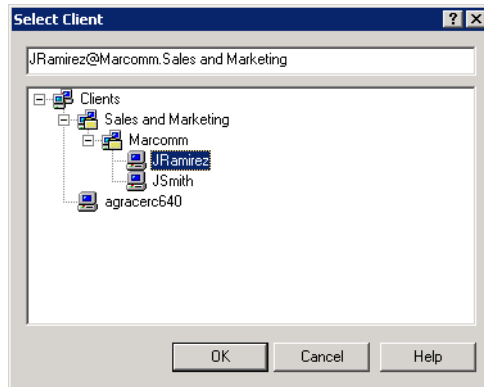 Select Client
JRamirez@Marcomm.Sales and Marketing
Clients
Sales and Marketing
Marcomm
JRamirez
JSmith
agracerc640
OK Cancel Help